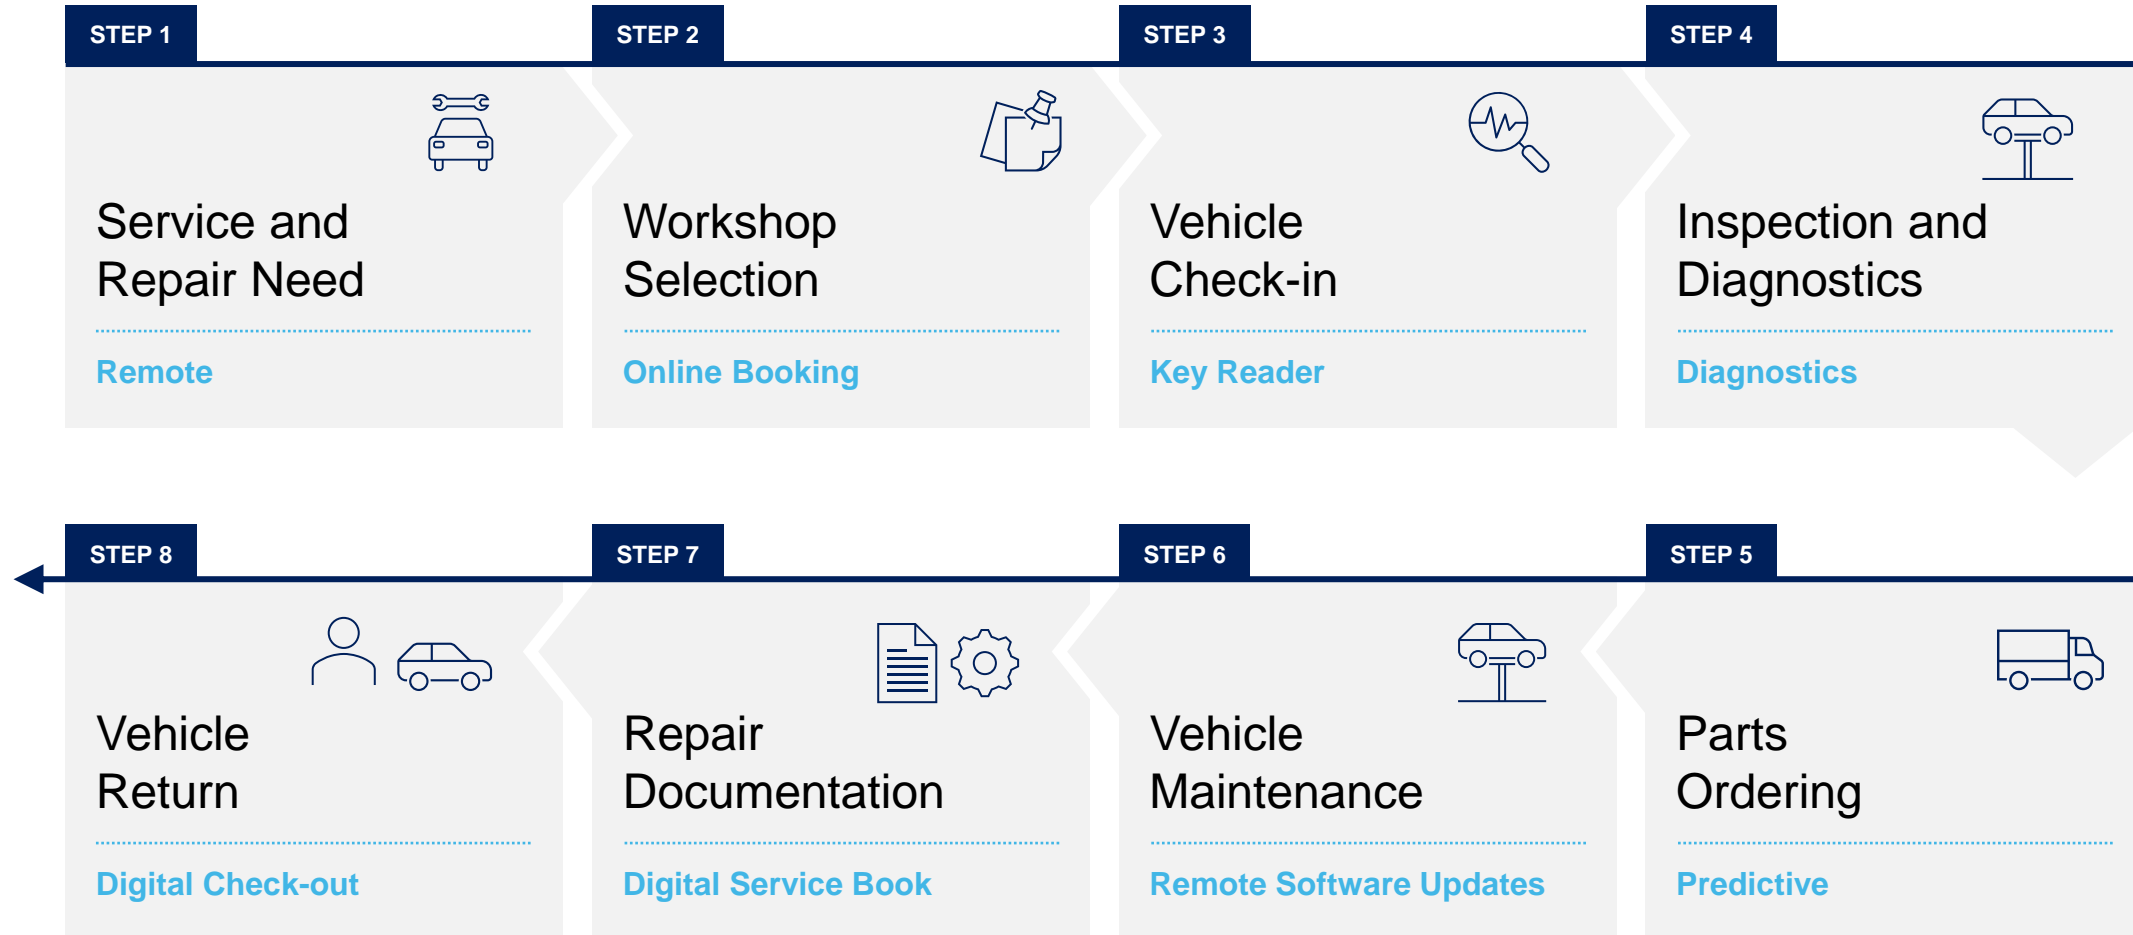 STEP 1
Service and
Repair Need
Remote
STEP 2
Workshop
Selection
Online Booking
STEP 3
Vehicle
Check-in
Key Reader
STEP 4
Inspection and
Diagnostics
Diagnostics
STEP 5
Parts
Ordering
Predictive
STEP 6
Vehicle
Maintenance
Remote Software Updates
STEP 7
Repair
Documentation
Digital Service Book
STEP 8
Vehicle
Return
Digital Check-out